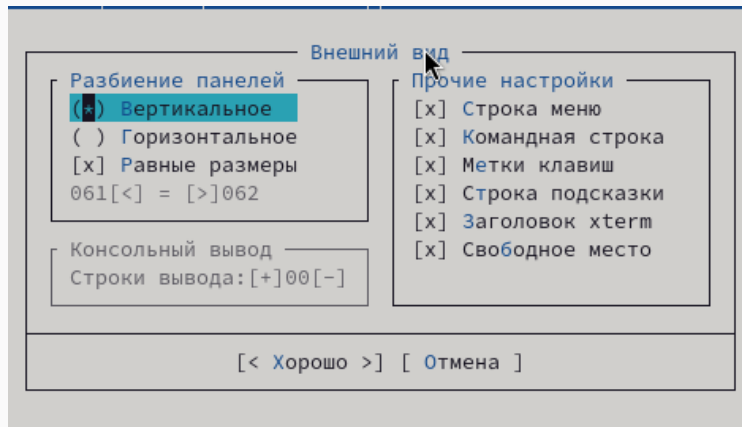 Внешний вид
Разбиение панелей
(*) Вертикальное
( ) Горизонтальное
[x] Равные размеры
061[<] = [>]062
Консольный вывод
Строки вывода:[+]00[-]
Прочие настройки
[x] Строка меню
[x] Командная строка
[x] Метки клавиш
[x] Строка подсказки
[x] Заголовок xterm
[x] Свободное место
[< Хорошо >] [ Отмена ]